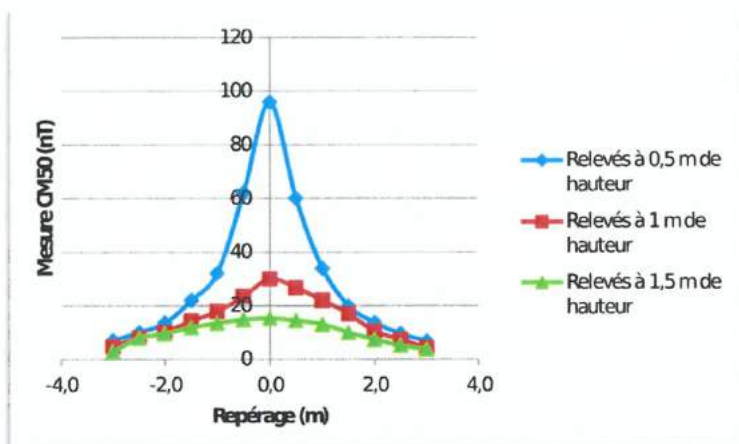 120
100
80
60
40
20
0
-4,0 -2,0 0,0 2,0 4,0
Mesure CM50 (nT)
Repérage (m)
Relevés à 0,5 m de
hauteur
Relevés à 1 m de
hauteur
Relevés à 1,5 m de
hauteur